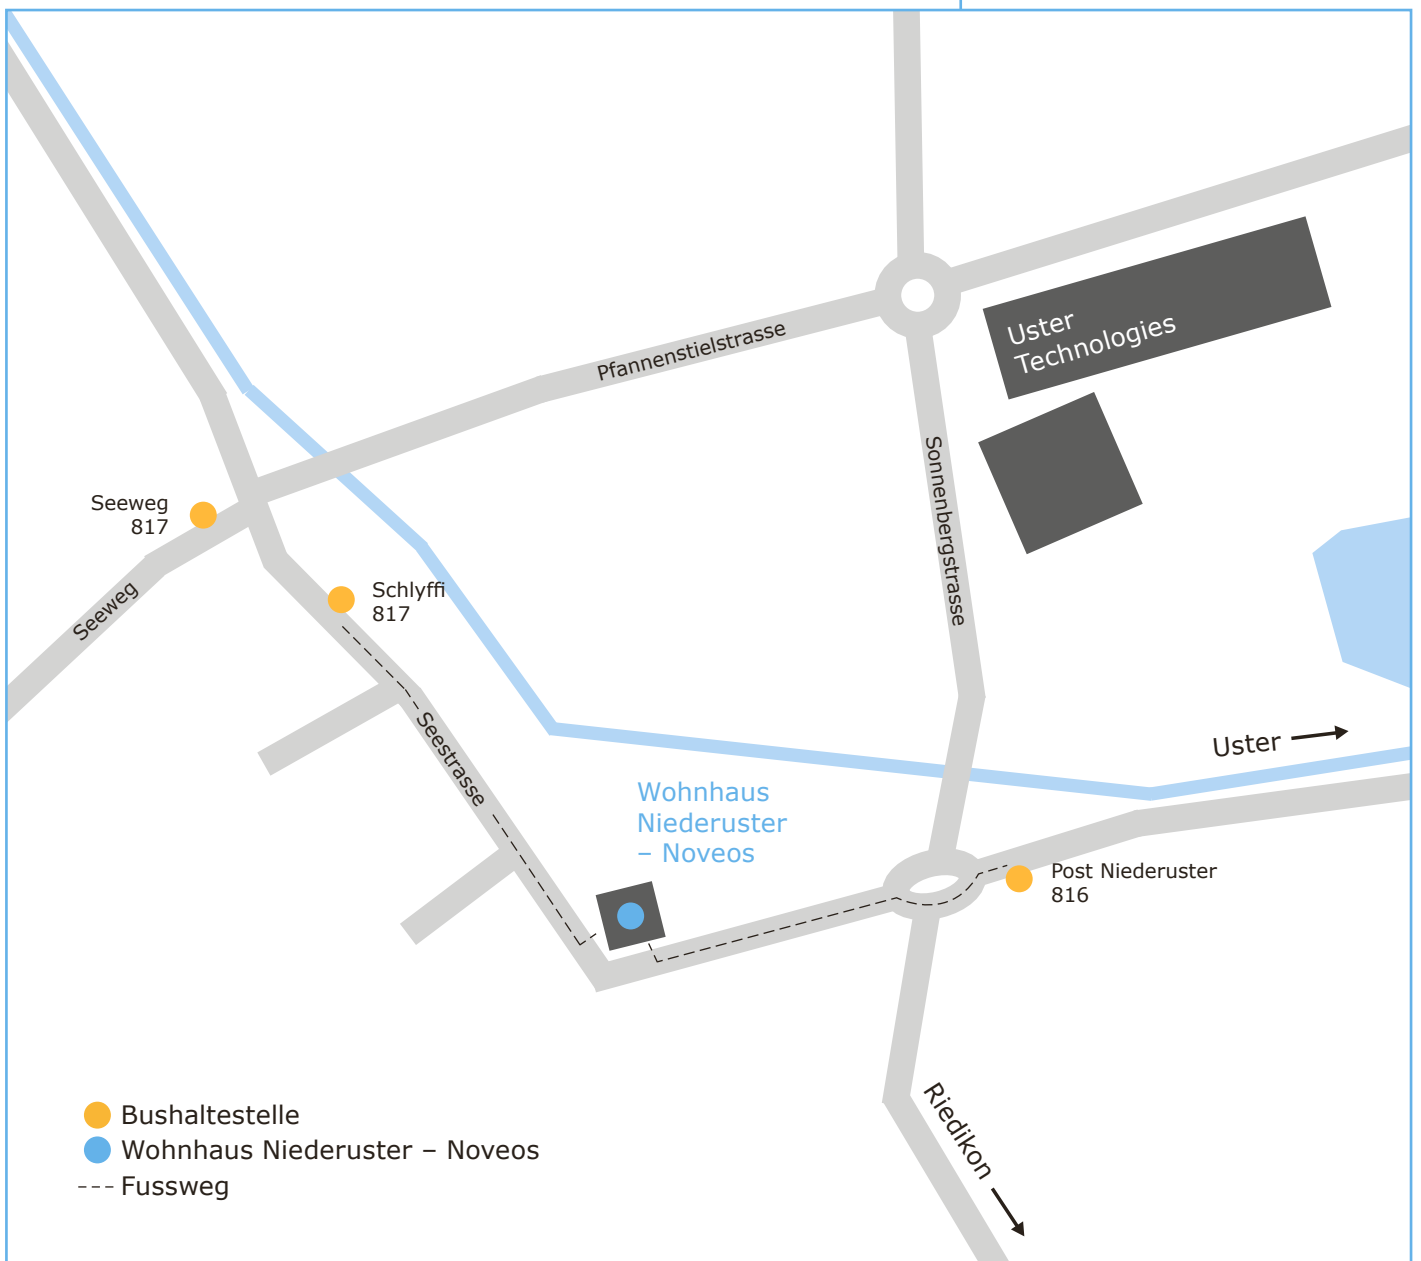 Pfannenstielstrasse
Uster
Technologies
Sonnenbergstrasse
Seeweg
817
Schlyffi
817
Seeweg
Seestrasse
Uster
Wohnhaus
Niederuster
– Noveos
Post Niederuster
816
Riedikon
Bushaltestelle
Wohnhaus Niederuster – Noveos
Fussweg